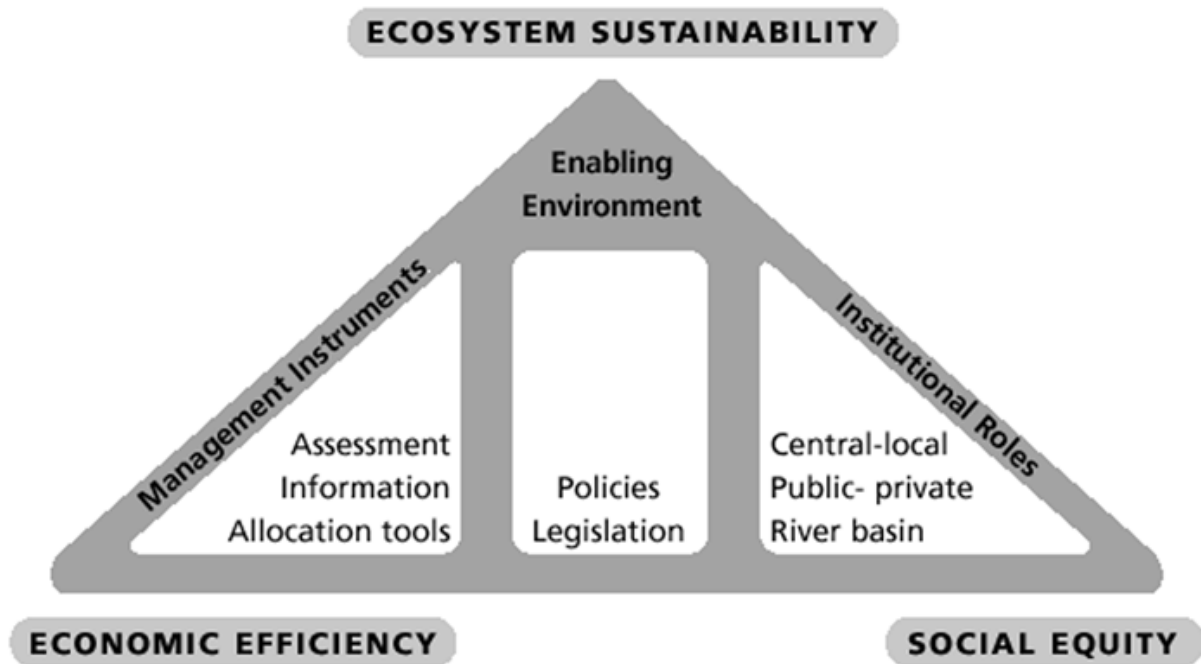 ECOSYSTEM SUSTAINABILITY
Enabling
Environment
Management Instruments
Institutional Roles
Assessment
Information
Allocation tools
Policies
Legislation
Central-local
Public- private
River basin
ECONOMIC EFFICIENCY
SOCIAL EQUITY